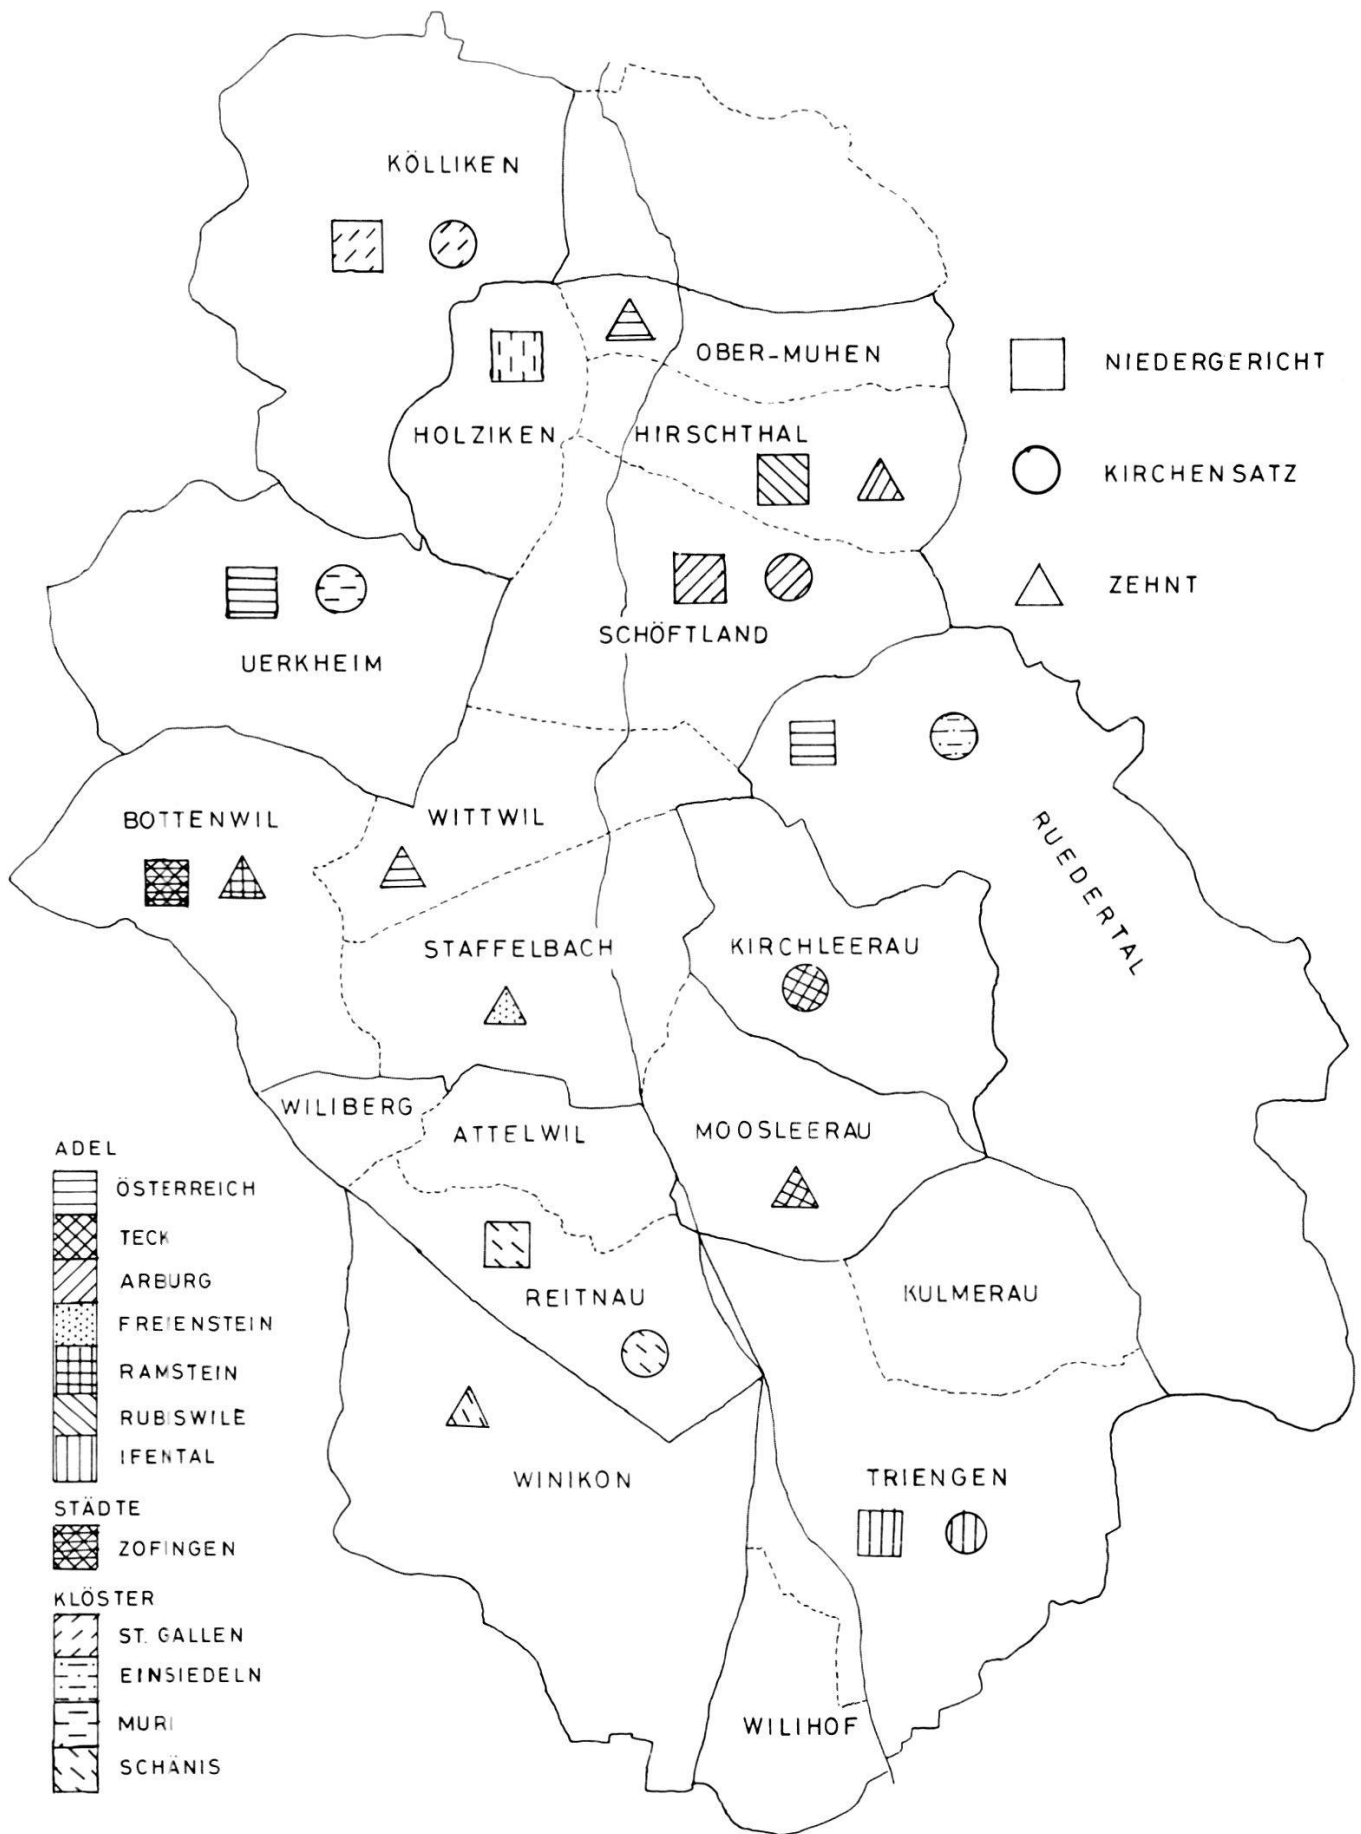 KÖLLIKEN
OBER-MUHEN
NIEDERGERICHT
HOLZIKEN
HIRSCHTHAL
KIRCHENSATZ
ZEHNT
SCHÖFTLAND
UERKHEIM
BOTTENWIL
WITTWIL
RUEDERTAL
STAFFELBACH
KIRCHLEERAU
WILIBERG
ATTELWIL
MOOSLEERAU
REITNAU
KULMERAU
WINIKON
TRIENGEN
WILIHOF
ADEL
ÖSTERREICH
TECK
ARBURG
FREIENSTEIN
RAMSTEIN
RUBISWILE
IFENTAL
STÄDTE
ZOFINGEN
KLÖSTER
ST. GALLEN
EINSIEDELN
MURI
SCHÄNIS